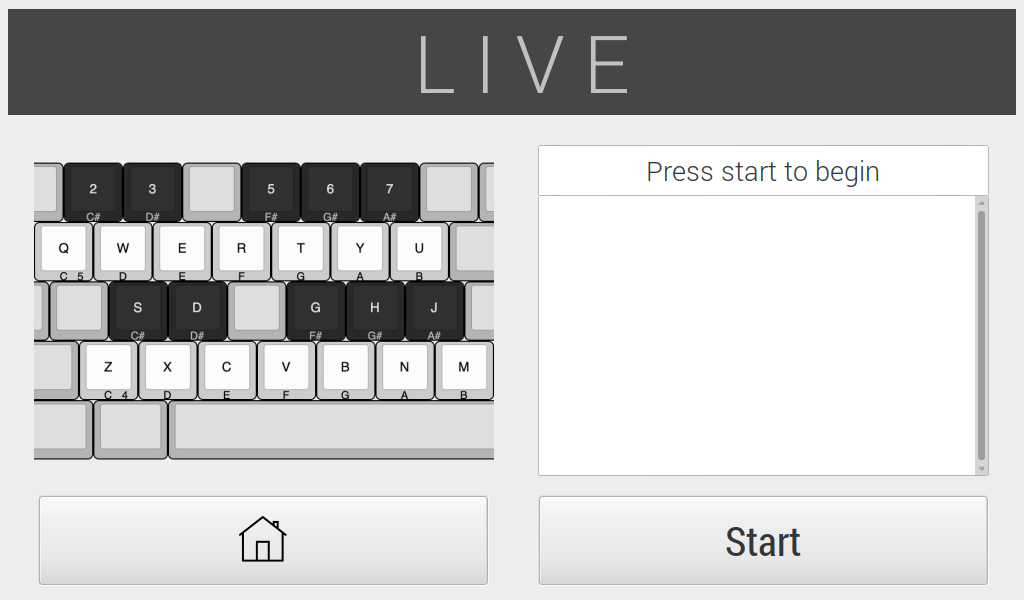 LIVE
2 3 5 6 7
C# D# F# G# A#
Q W E R T Y U
C 5 D E F G A B
S D G H J
C# D# F# G# A#
Z X C V B N M
C 4 D E F G A B
Press start to begin
Start